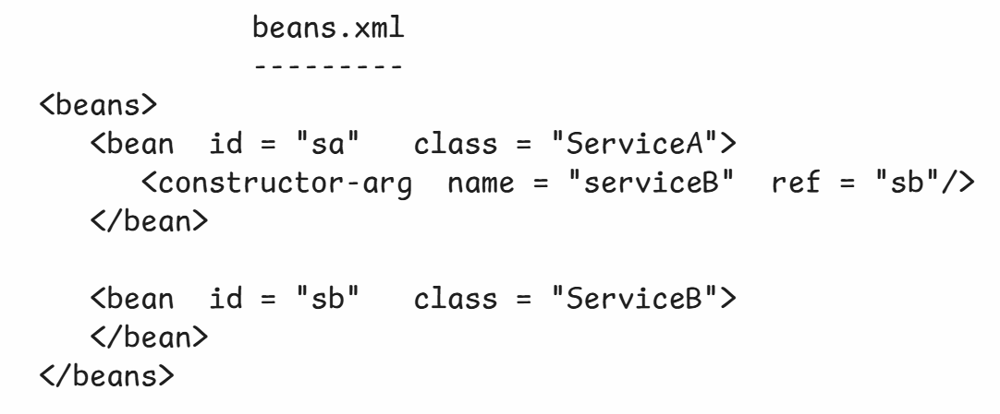 beans.xml
---------
<beans>
<bean id = "sa" class = "ServiceA">
<constructor-arg name = "serviceB" ref = "sb"/>
</bean>
<bean id = "sb" class = "ServiceB">
</bean>
</beans>